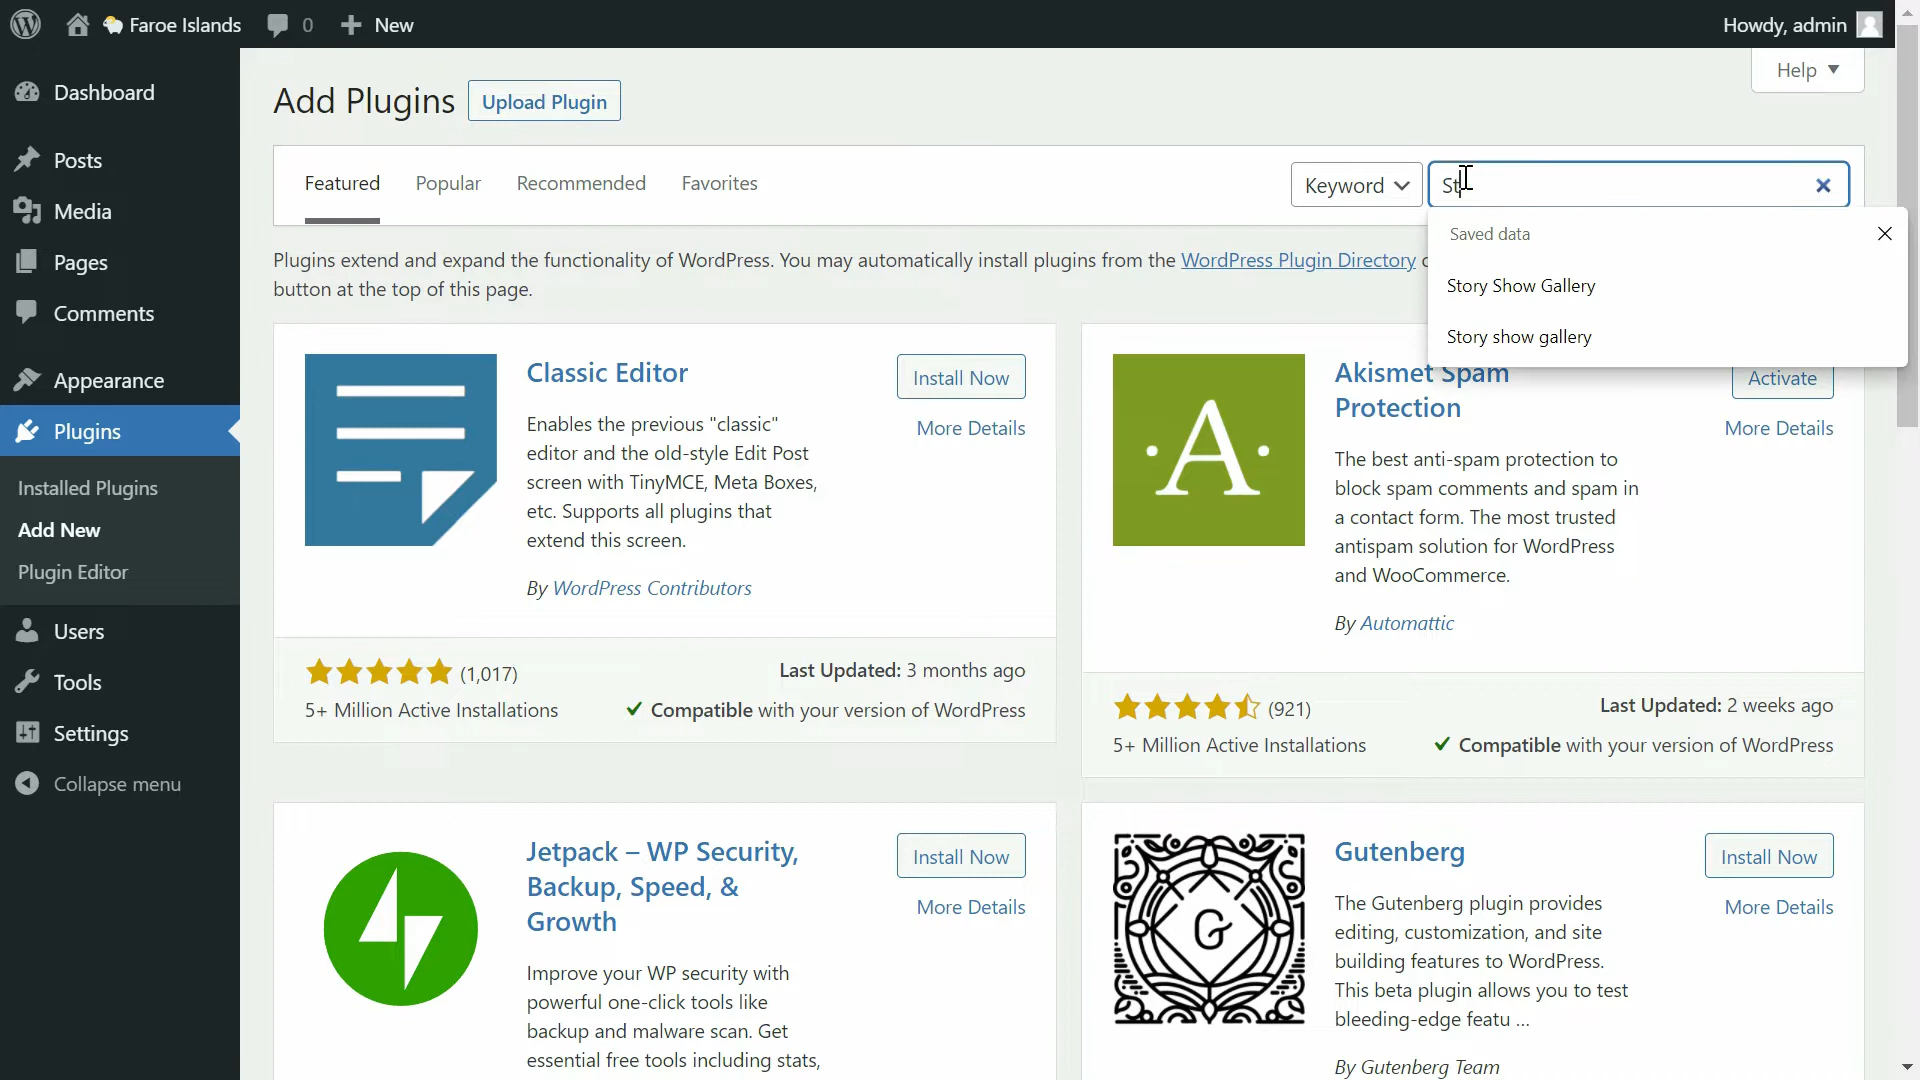 Faroe Islands 0 New Howdy, admin
Help
Dashboard
Posts
Media
Pages
Comments
Appearance
Plugins
Installed Plugins
Add New
Plugin Editor
Users
Tools
Settings
Collapse menu
Add Plugins Upload Plugin
Featured Popular Recommended Favorites Keyword St
Saved data
Story Show Gallery
Story show gallery
Plugins extend and expand the functionality of WordPress. You may automatically install plugins from the WordPress Plugin Directory
button at the top of this page.
Classic Editor
Install Now
More Details
Enables the previous "classic"
editor and the old-style Edit Post
screen with TinyMCE, Meta Boxes,
etc. Supports all plugins that
extend this screen.
By WordPress Contributors
(1,017)
Last Updated: 3 months ago
5+ Million Active Installations
Compatible with your version of WordPress
Akismet Spam
Protection
Activate
More Details
The best anti-spam protection to
block spam comments and spam in
a contact form. The most trusted
antispam solution for WordPress
and WooCommerce.
By Automattic
·A·
(921)
Last Updated: 2 weeks ago
5+ Million Active Installations
Compatible with your version of WordPress
Jetpack – WP Security,
Backup, Speed, &
Growth
Install Now
More Details
Improve your WP security with
powerful one-click tools like
backup and malware scan. Get
essential free tools including stats,
G
Gutenberg
Install Now
More Details
The Gutenberg plugin provides
editing, customization, and site
building features to WordPress.
This beta plugin allows you to test
bleeding-edge featu ...
By Gutenberg Team